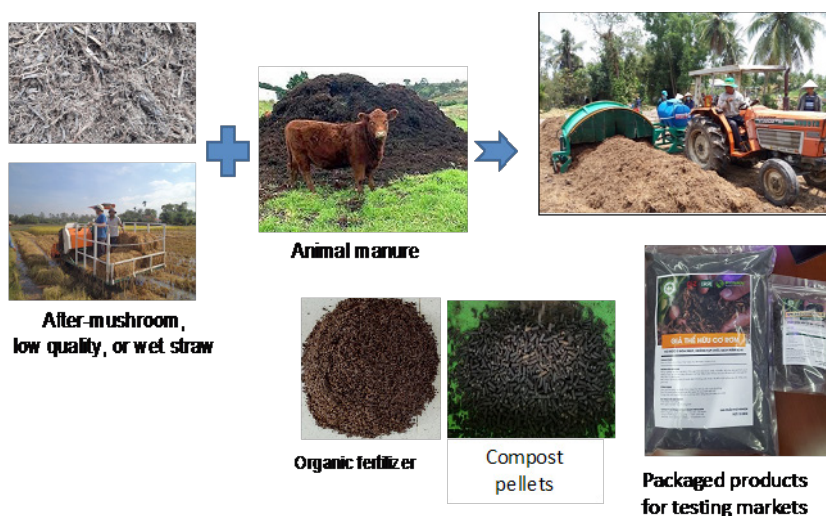 Animal manure
After-mushroom,
low quality, or wet straw
Organic fertilizer
Compost
pellets
GIÁ THỂ HỮU CƠ RƠM
Packaged products
for testing markets